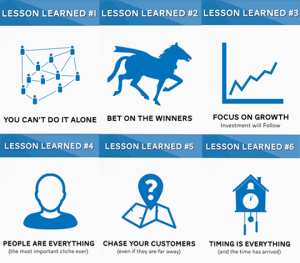 LESSON LEARNED #1
LESSON LEARNED #2
LESSON LEARNED #3
YOU CAN'T DO IT ALONE
BET ON THE WINNERS
FOCUS ON GROWTH
Investment will Follow
LESSON LEARNED #4
LESSON LEARNED #5
LESSON LEARNED #6
PEOPLE ARE EVERYTHING
(the most important cliche ever)
CHASE YOUR CUSTOMERS
(even if they are far away)
TIMING IS EVERYTHING
(and the time has arrived)